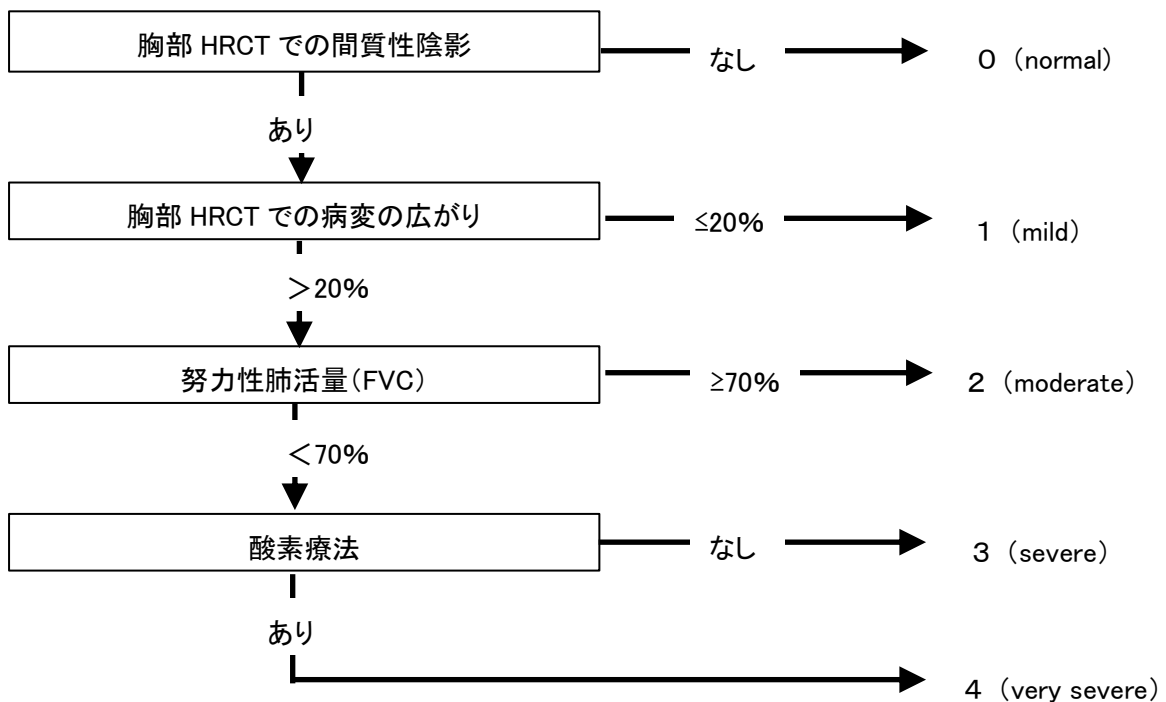 胸部 HRCT での間質性陰影
なし
０ （normal）
あり
胸部 HRCT での病変の広がり
≤20％
１ （mild）
＞20％
努力性肺活量（FVC）
≥70％
２ （moderate）
＜70％
酸素療法
なし
３ （severe）
あり
４ （very severe）